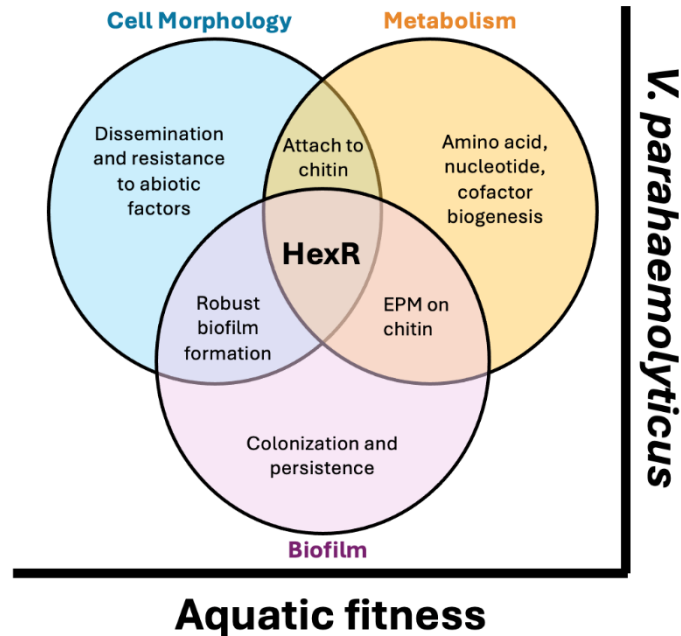 Cell Morphology
Metabolism
Dissemination
and resistance
to abiotic
factors
Attach to
chitin
Amino acid,
nucleotide,
cofactor
biogenesis
HexR
Robust
biofilm
formation
EPM on
chitin
Colonization and
persistence
Biofilm
V. parahaemolyticus
Aquatic fitness